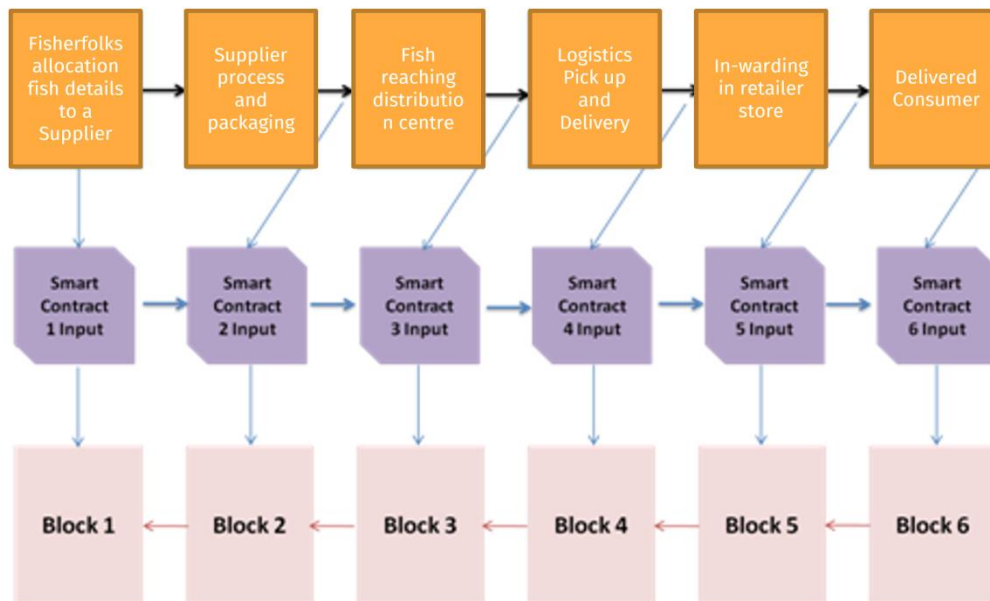 Fisherfolks
allocation
fish details
to a
Supplier
Supplier
process
and
packaging
Fish
reaching
distributio
n centre
Logistics
Pick up
and
Delivery
In-warding
in retailer
store
Delivered
Consumer
Smart
Contract
1 Input
Smart
Contract
2 Input
Smart
Contract
3 Input
Smart
Contract
4 Input
Smart
Contract
5 Input
Smart
Contract
6 Input
Block 1
Block 2
Block 3
Block 4
Block 5
Block 6